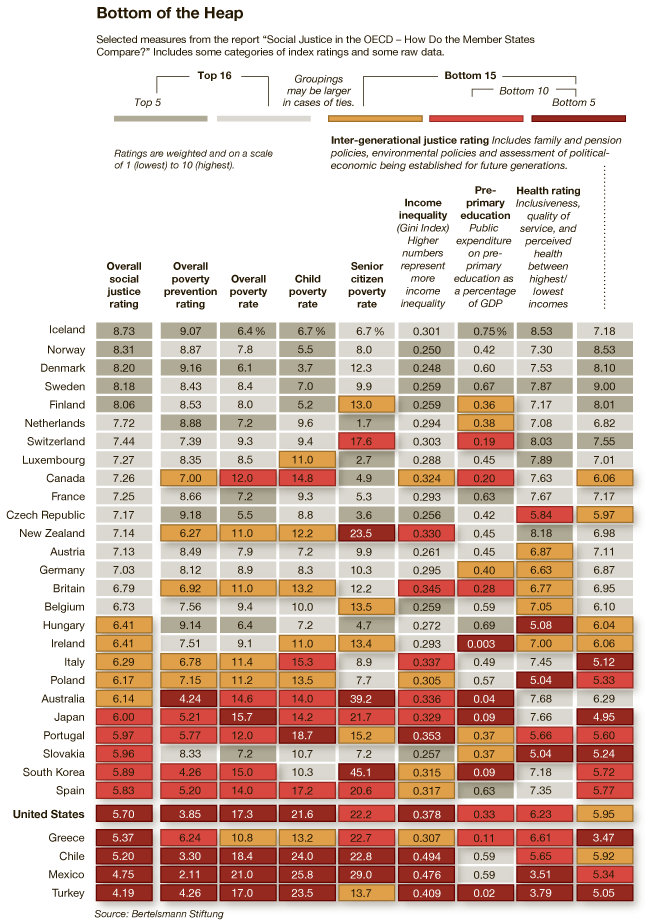 Bottom of the Heap
Selected measures from the report “Social Justice in the OECD – How Do the Member States
Compare?” Includes some categories of index ratings and some raw data.
Top 16
Top 5
Groupings
may be larger
in cases of ties.
Bottom 15
Bottom 10
Bottom 5
Ratings are weighted and on a scale
of 1 (lowest) to 10 (highest).
Inter-generational justice rating Includes family and pension
policies, environmental policies and assessment of political-
economic being established for future generations.
Overall
social
justice
rating
Overall
poverty
prevention
rating
Overall
poverty
rate
Child
poverty
rate
Senior
citizen
poverty
rate
Income
inequality
(Gini Index)
Higher
numbers
represent
more
income
inequality
Pre-
primary
education
Public
expenditure
on pre-
primary
education as
a percentage
of GDP
Health rating
Inclusiveness,
quality of
service, and
perceived
health
between
highest/
lowest
incomes
Iceland 8.73 9.07 6.4% 6.7% 6.7% 0.301 0.75% 8.53 7.18
Norway 8.31 8.87 7.8 5.5 8.0 0.250 0.42 7.30 8.53
Denmark 8.20 9.16 6.1 3.7 12.3 0.248 0.60 7.53 8.10
Sweden 8.18 8.43 8.4 7.0 9.9 0.259 0.67 7.87 9.00
Finland 8.06 8.53 8.0 5.2 13.0 0.259 0.36 7.17 8.01
Netherlands 7.72 8.88 7.2 9.6 1.7 0.294 0.38 7.08 6.82
Switzerland 7.44 7.39 9.3 9.4 17.6 0.303 0.19 8.03 7.55
Luxembourg 7.27 8.35 8.5 11.0 2.7 0.288 0.45 7.89 7.01
Canada 7.26 7.00 12.0 14.8 4.9 0.324 0.20 7.63 6.06
France 7.25 8.66 7.2 9.3 5.3 0.293 0.63 7.67 7.17
Czech Republic 7.17 9.18 5.5 8.8 3.6 0.256 0.42 5.84 5.97
New Zealand 7.14 6.27 11.0 12.2 23.5 0.330 0.45 8.18 6.98
Austria 7.13 8.49 7.9 7.2 9.9 0.261 0.45 6.87 7.11
Germany 7.03 8.12 8.9 8.3 10.2 0.295 0.40 6.63 6.87
Britain 6.79 6.92 11.0 13.2 12.2 0.345 0.28 6.77 6.95
Belgium 6.73 7.56 9.4 10.0 13.5 0.259 0.59 7.05 6.10
Hungary 6.41 9.14 6.4 7.2 4.7 0.272 0.69 5.08 6.04
Ireland 6.41 7.51 9.1 11.0 13.4 0.293 0.003 7.00 6.06
Italy 6.29 6.78 11.4 15.3 8.9 0.337 0.49 7.45 5.12
Poland 6.17 7.15 11.2 13.5 7.7 0.305 0.57 5.04 5.33
Australia 6.14 4.24 14.6 14.0 39.2 0.336 0.04 7.68 6.29
Japan 6.00 5.21 15.7 14.2 21.7 0.329 0.09 7.66 4.95
Portugal 5.97 5.77 12.0 18.7 15.2 0.353 0.37 5.66 5.60
Slovakia 5.96 8.33 7.2 10.7 7.2 0.257 0.37 5.04 5.24
South Korea 5.89 4.26 15.0 10.3 45.1 0.315 0.09 7.18 5.72
Spain 5.83 5.20 14.0 17.2 20.6 0.317 0.63 7.35 5.77
United States 5.70 3.85 17.3 21.6 22.2 0.378 0.33 6.23 5.95
Greece 5.37 6.24 10.8 13.2 22.7 0.307 0.11 6.61 3.47
Chile 5.20 3.30 18.4 24.0 22.8 0.494 0.59 5.65 5.92
Mexico 4.75 2.11 21.0 25.8 29.0 0.476 0.59 3.51 5.34
Turkey 4.19 4.26 17.0 23.5 13.7 0.409 0.02 3.79 5.05
Source: Bertelsmann Stiftung